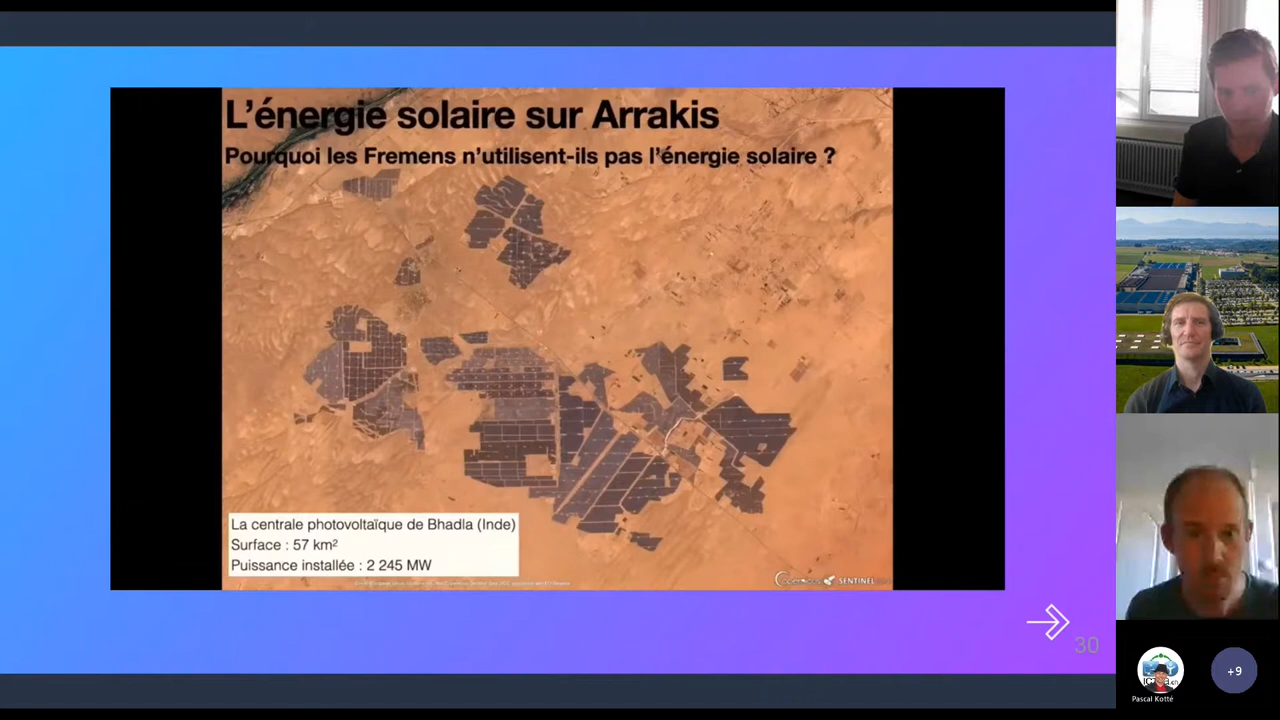 L'énergie solaire sur Arrakis
Pourquoi les Fremens n'utilisent-ils pas l'énergie solaire ?
La centrale photovoltaïque de Bhadla (Inde)
Surface : 57 km²
Puissance installée : 2 245 MW
SENTINEL
30
Pascal Kotté
+9